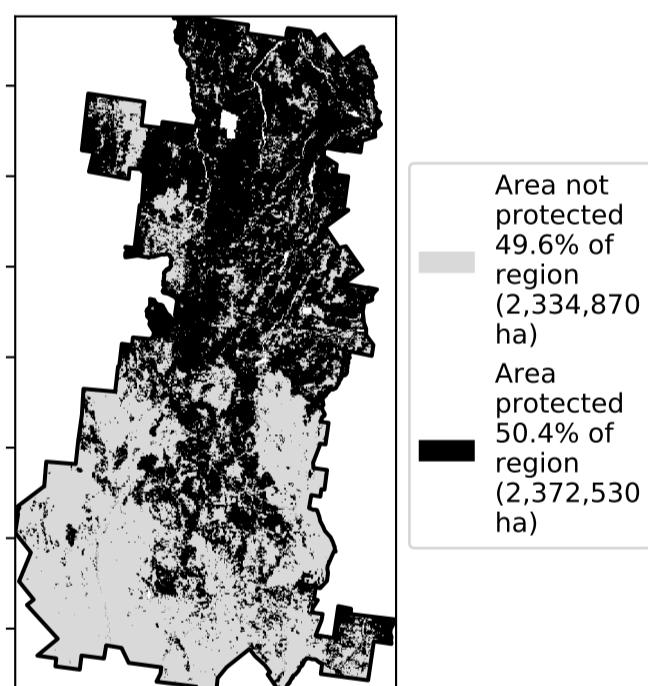 Area not
protected
49.6% of
region
(2,334,870
ha)
Area
protected
50.4% of
region
(2,372,530
ha)